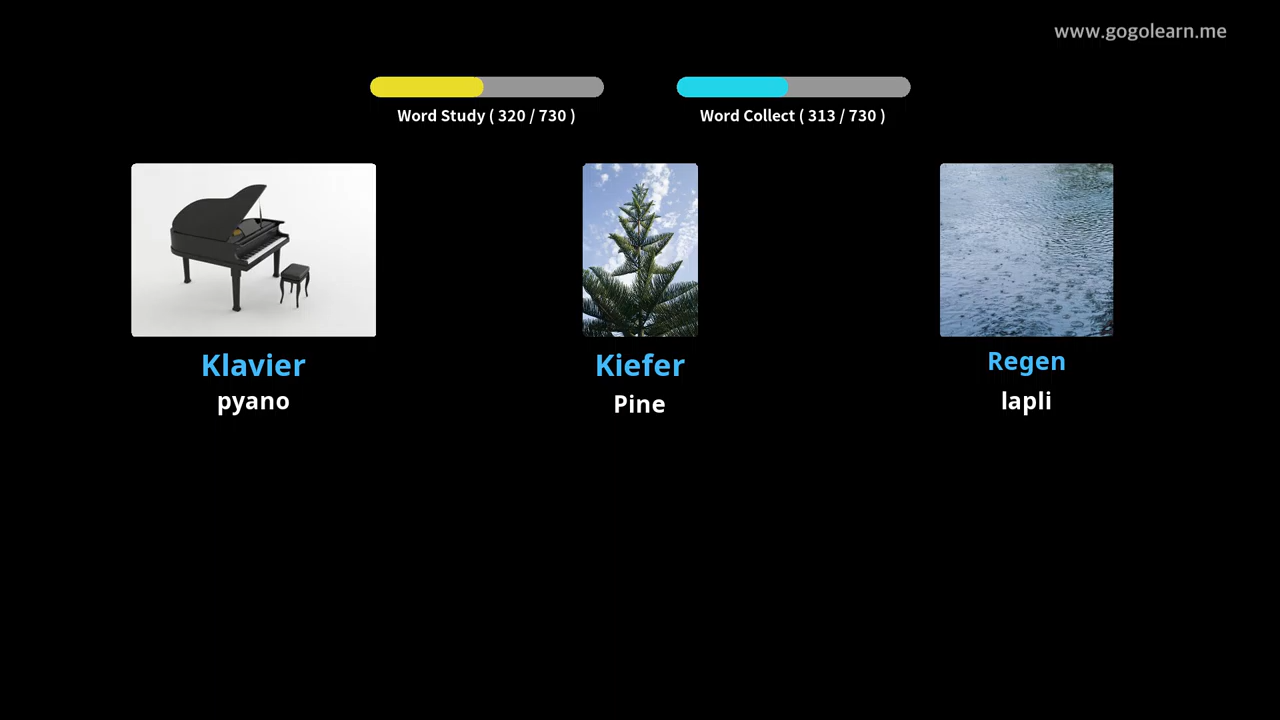 www.gogolearn.me
Word Study ( 320 / 730 )
Word Collect ( 313 / 730 )
Klavier
pyano
Kiefer
Pine
Regen
lapli